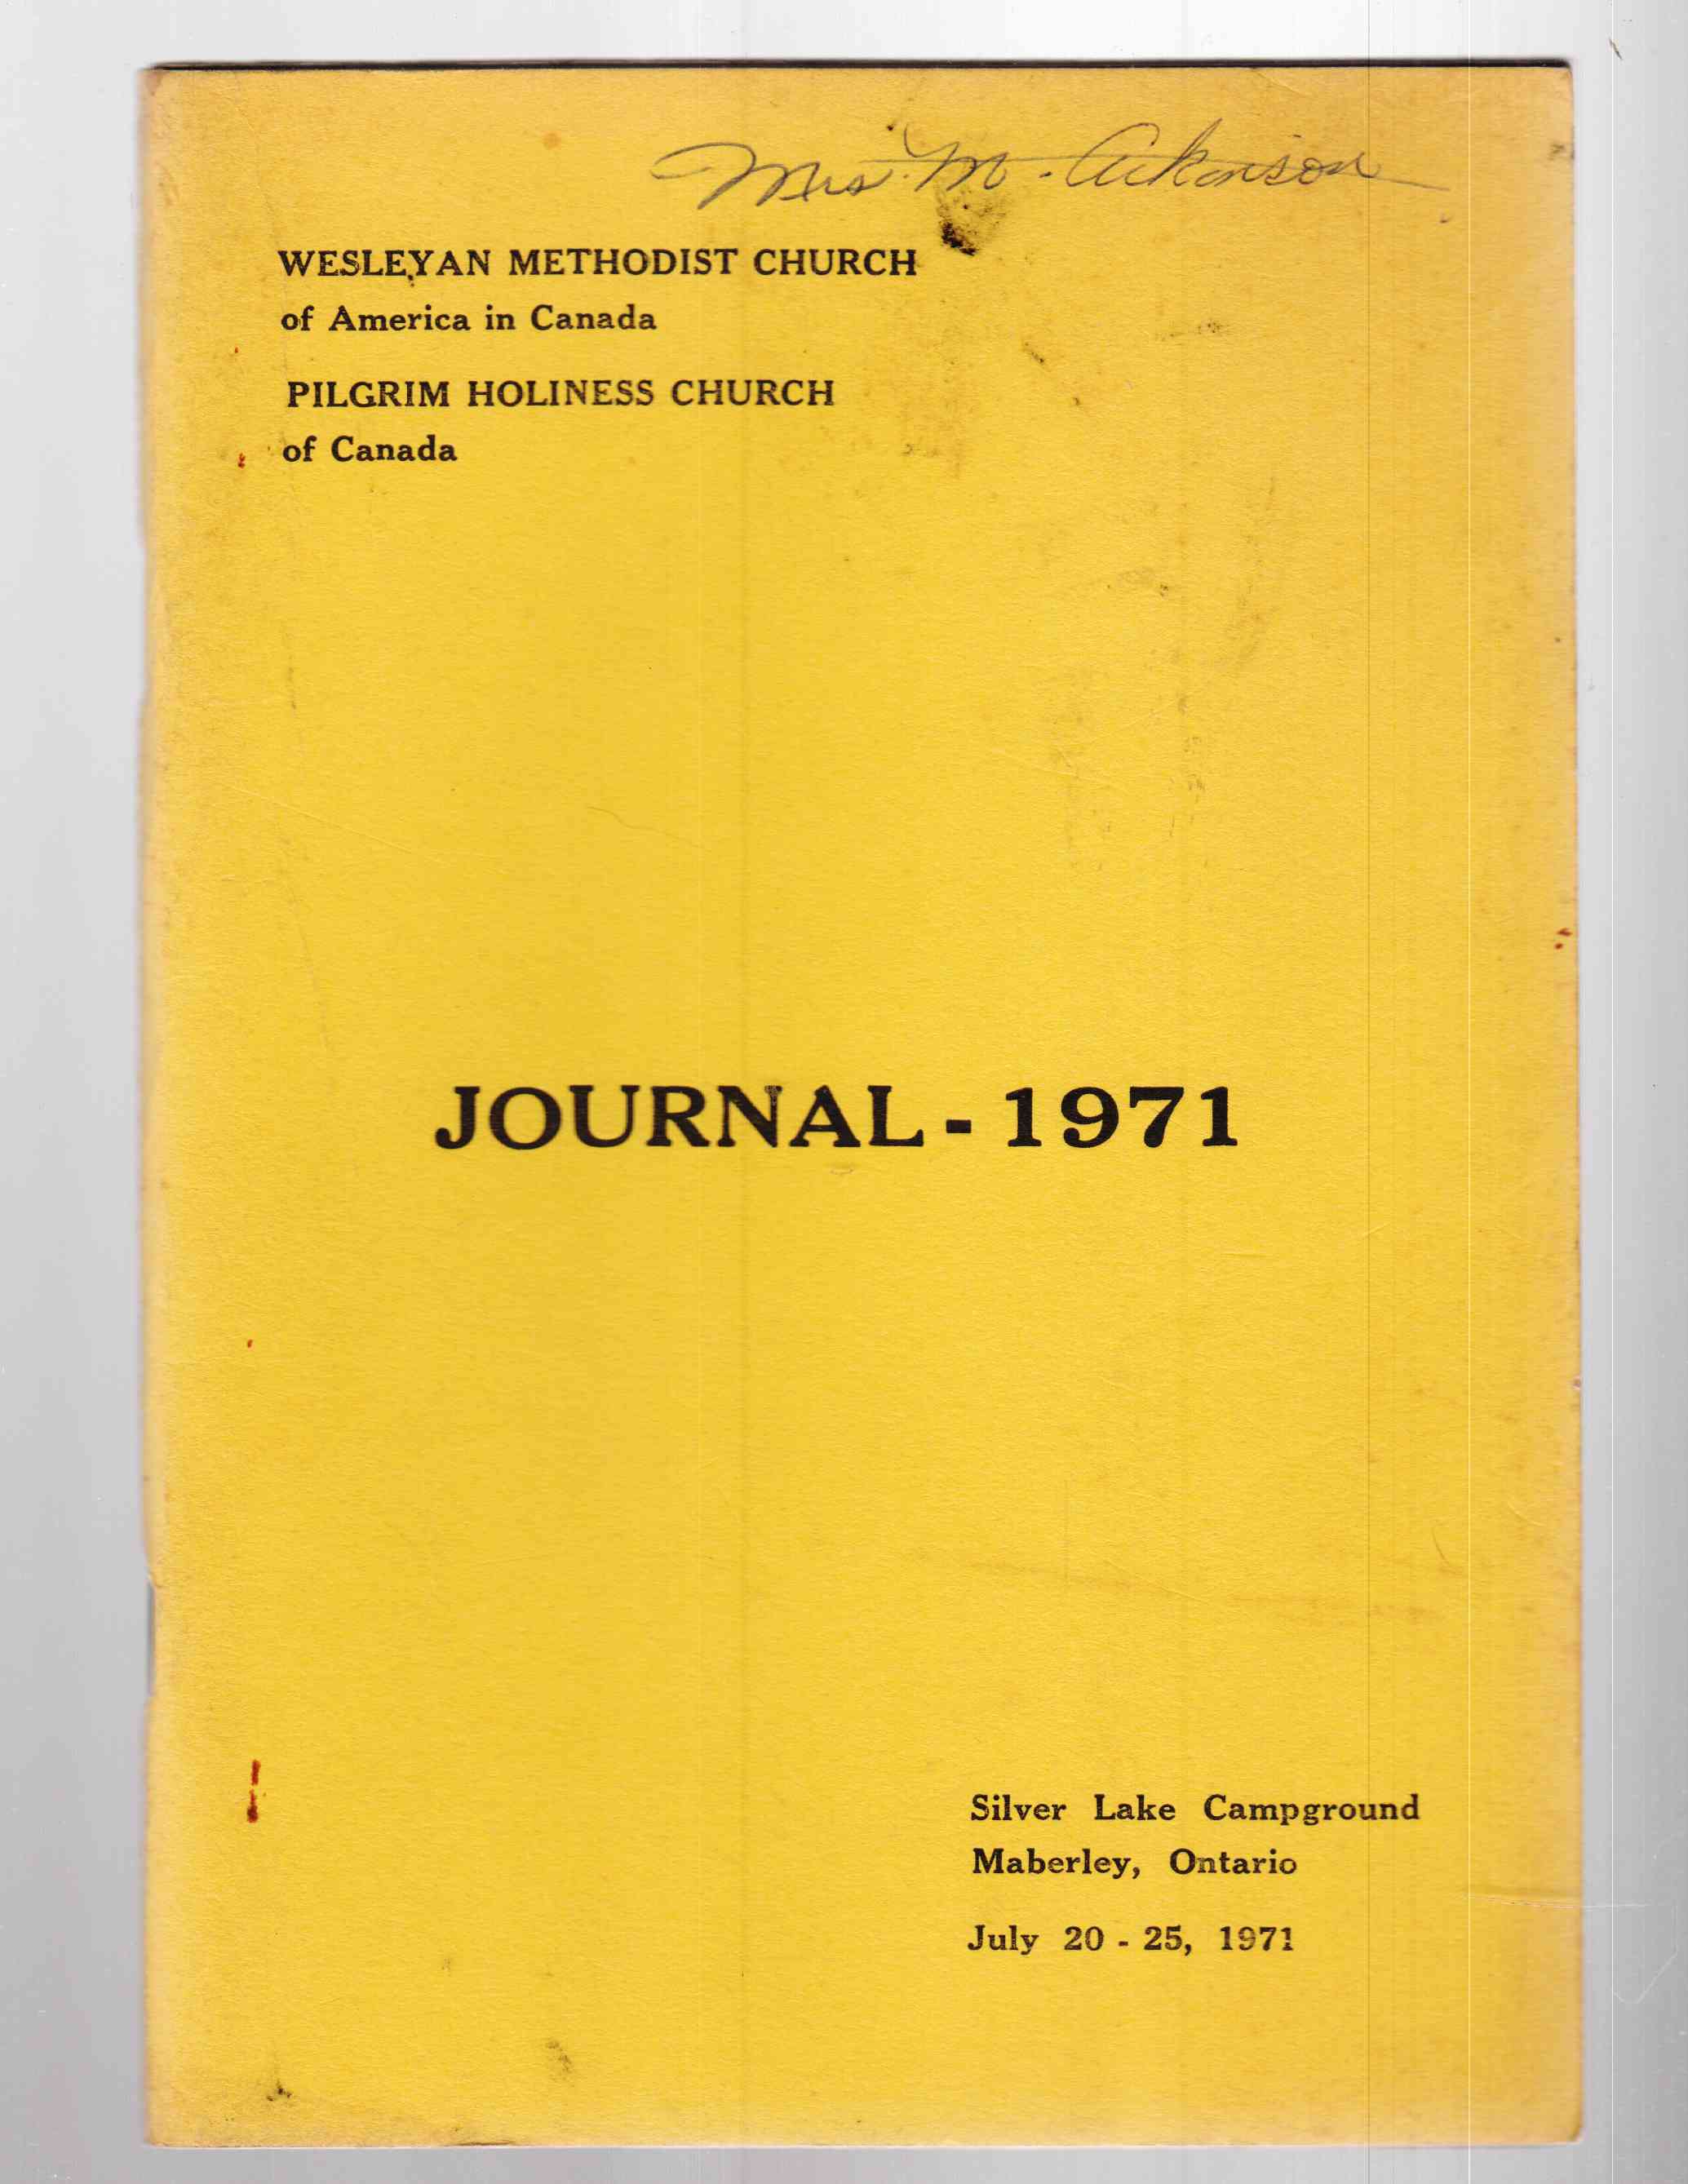 Mrs. M. Atkinson
WESLEYAN METHODIST CHURCH
of America in Canada
PILGRIM HOLINESS CHURCH
of Canada
JOURNAL - 1971
Silver Lake Campground
Maberley, Ontario
July 20 - 25, 1971